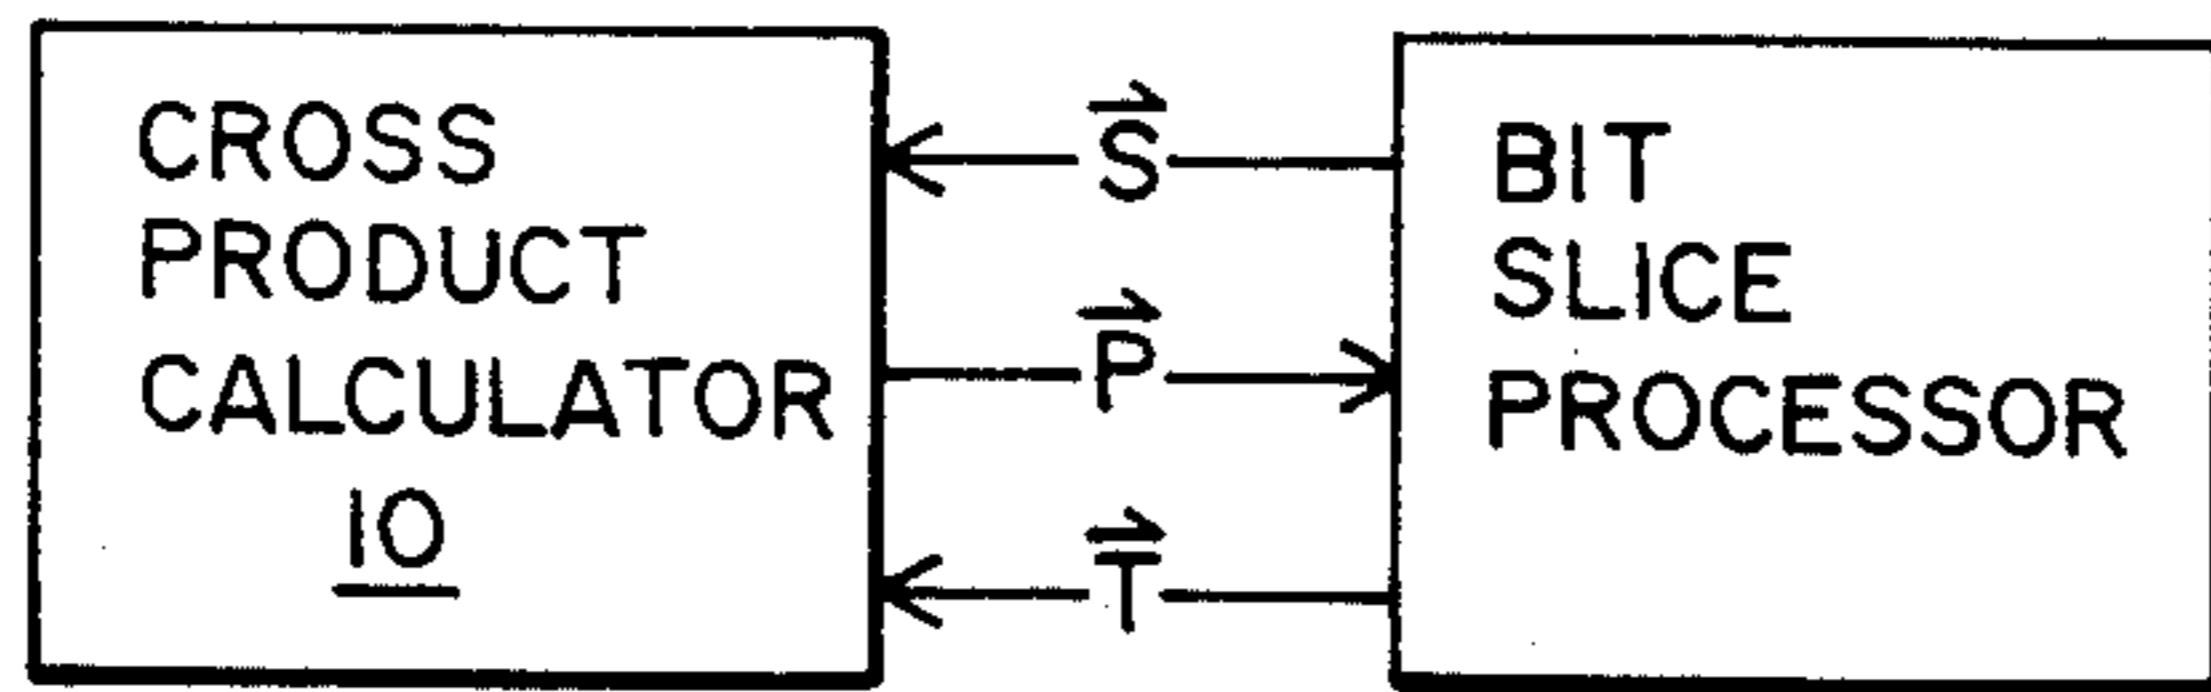 CROSS
PRODUCT
CALCULATOR
10
S⃗
P⃗
T⃗
BIT
SLICE
PROCESSOR